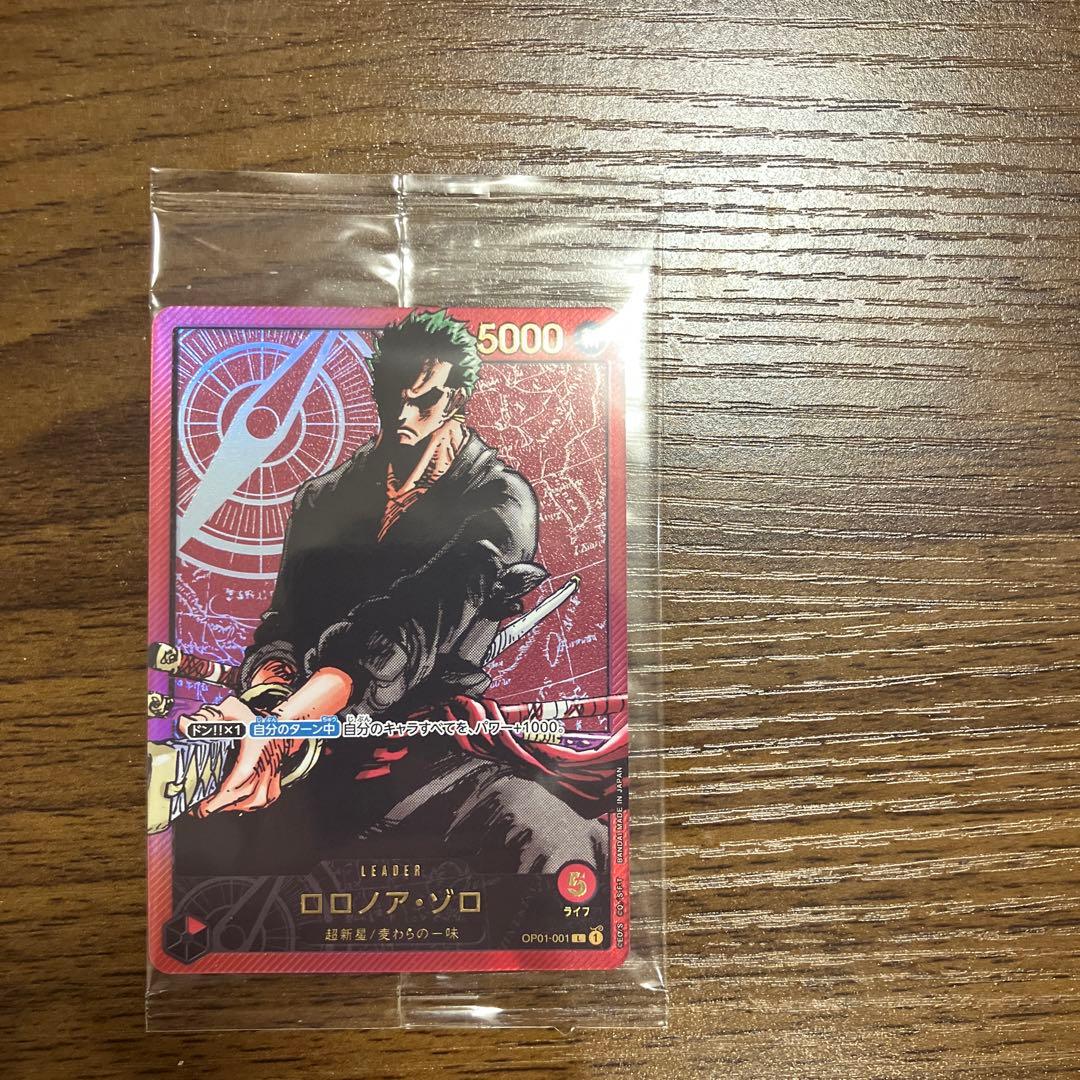 5000
ドン!!×1 自分のターン中 自分のキャラすべてを、パワー+1000。
LEADER
ロロノア・ゾロ
超新星/麦わらの一味
5
ライフ
OP01-001 L 1
BANDAI MADE IN JAPAN